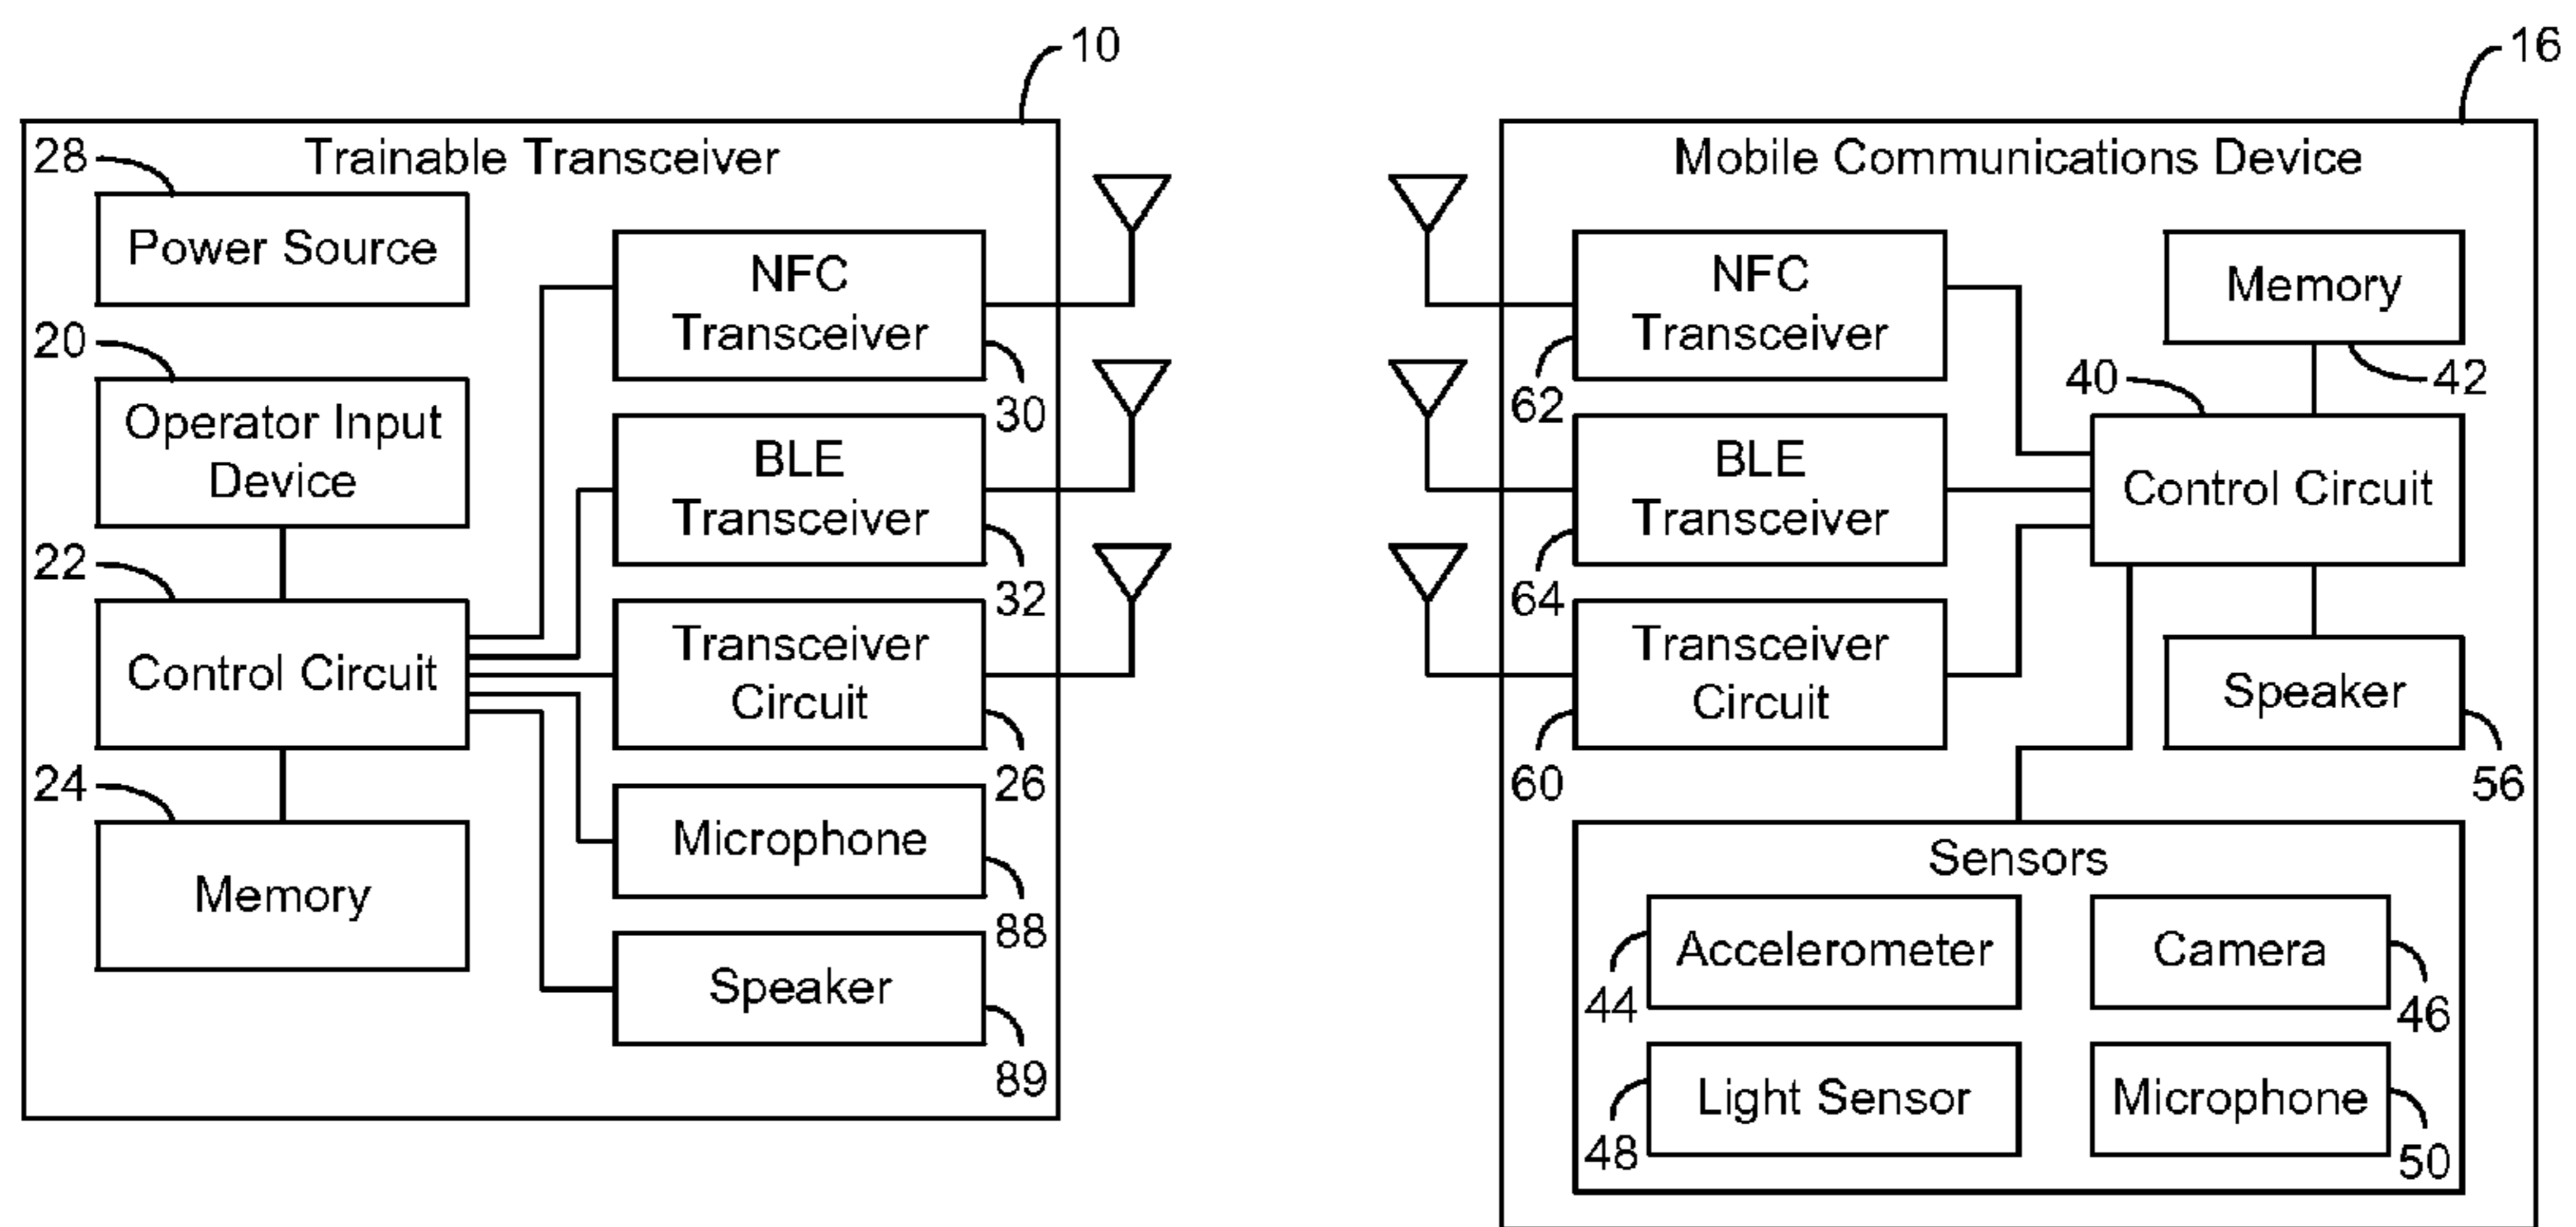 10
Trainable Transceiver
28
Power Source
20
Operator Input
Device
22
Control Circuit
24
Memory
NFC
Transceiver
30
BLE
Transceiver
32
Transceiver
Circuit
26
Microphone
88
Speaker
89
16
Mobile Communications Device
NFC
Transceiver
62
BLE
Transceiver
64
Transceiver
Circuit
60
Memory
42
40
Control Circuit
Speaker
56
Sensors
Accelerometer
44
Camera
46
Light Sensor
48
Microphone
50